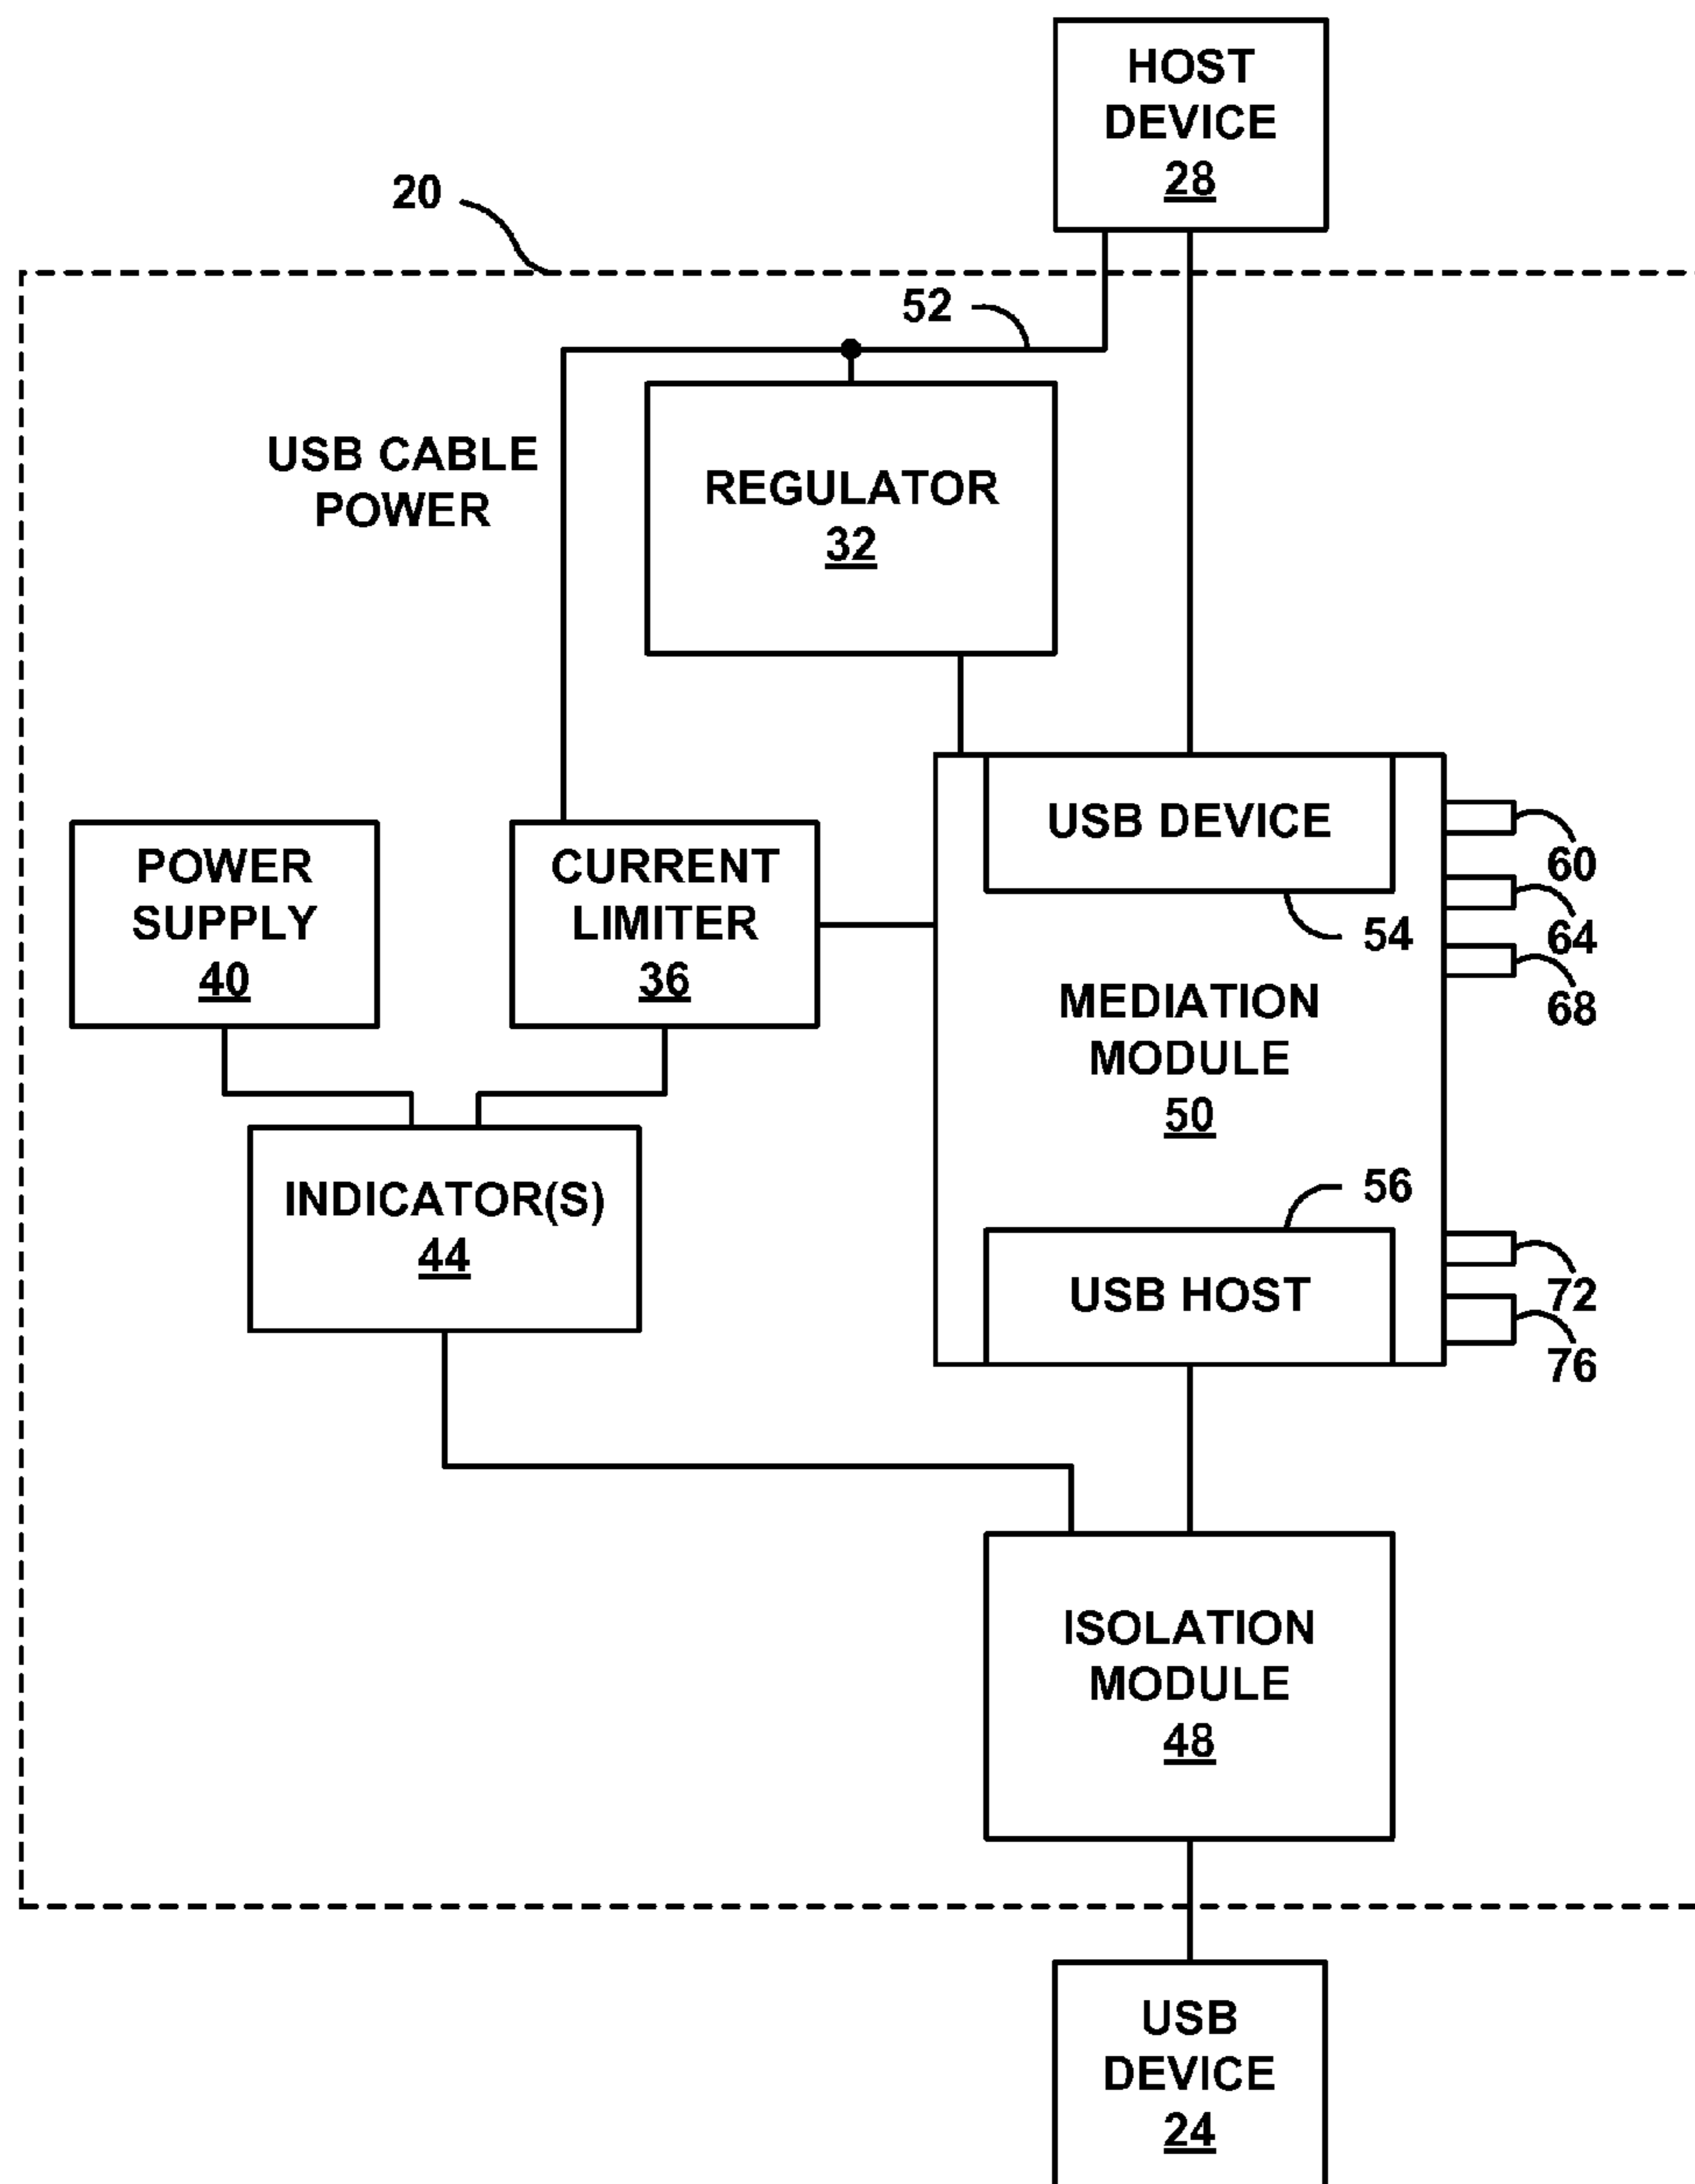 HOST
DEVICE
28
20
52
USB CABLE
POWER
REGULATOR
32
USB DEVICE
60
POWER
SUPPLY
40
CURRENT
LIMITER
36
54
64
68
MEDIATION
MODULE
50
56
INDICATOR(S)
44
USB HOST
72
76
ISOLATION
MODULE
48
USB
DEVICE
24